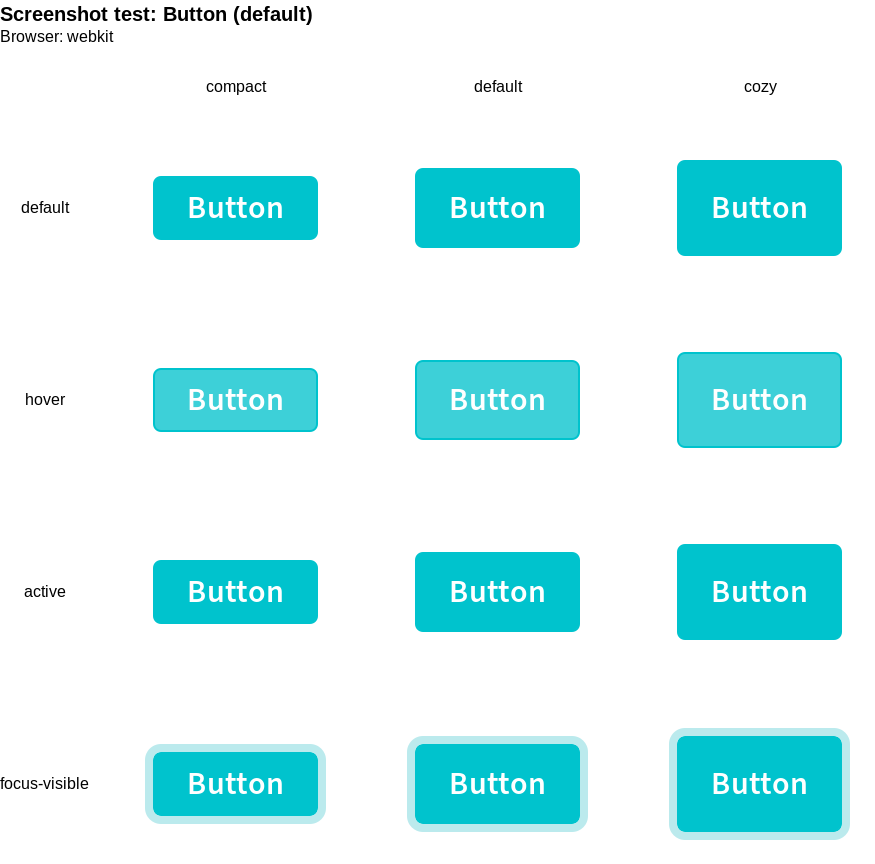 Screenshot test: Button (default)
Browser: webkit
compact default cozy
default Button Button Button
hover Button Button Button
active Button Button Button
focus-visible Button Button Button